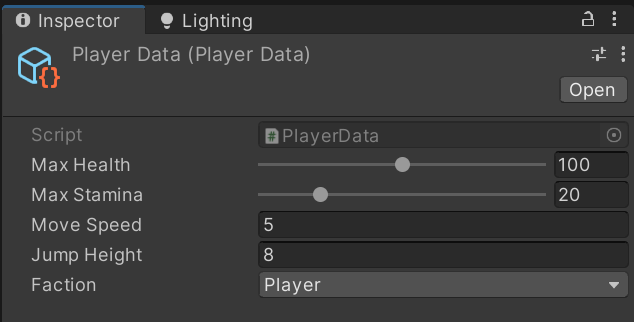 Inspector Lighting
Player Data (Player Data)
Open
Script PlayerData
Max Health 100
Max Stamina 20
Move Speed 5
Jump Height 8
Faction Player